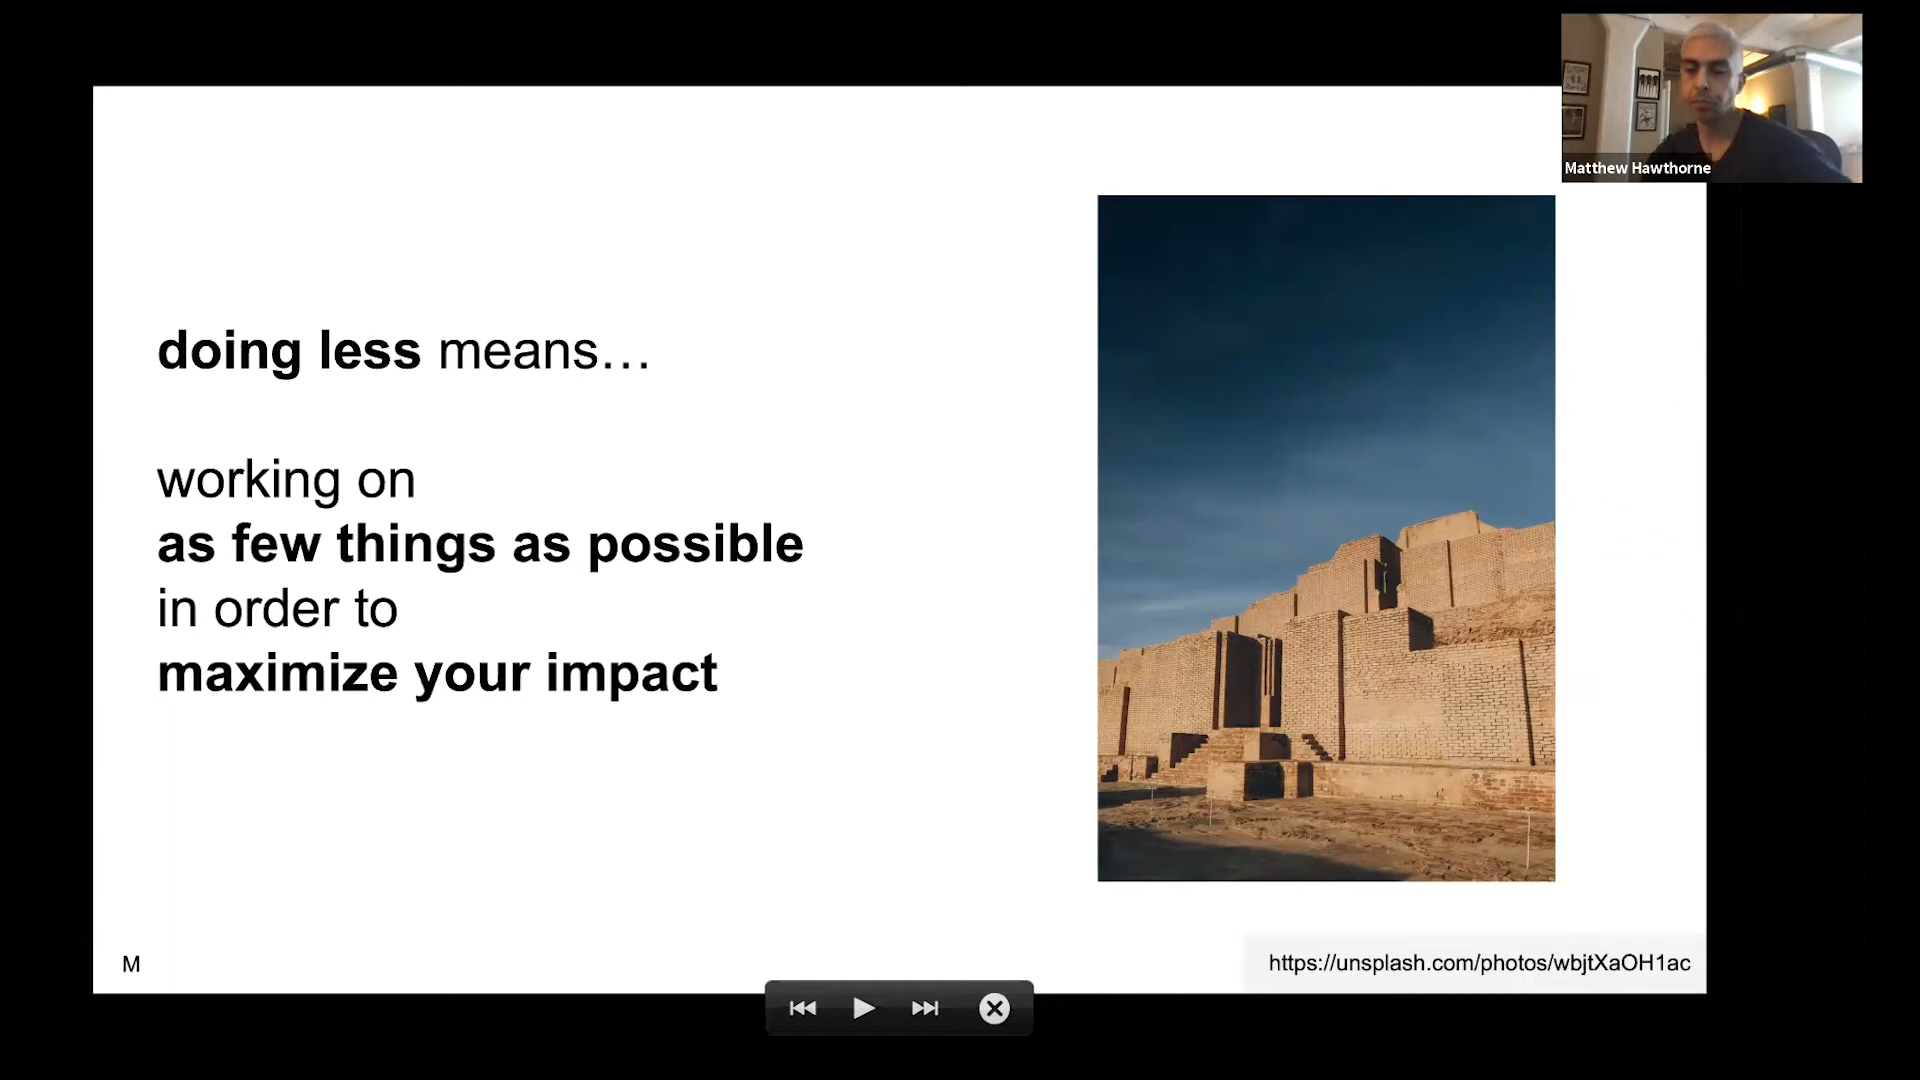 Matthew Hawthorne
doing less means…
working on
as few things as possible
in order to
maximize your impact
M
https://unsplash.com/photos/wbjtXaOH1ac